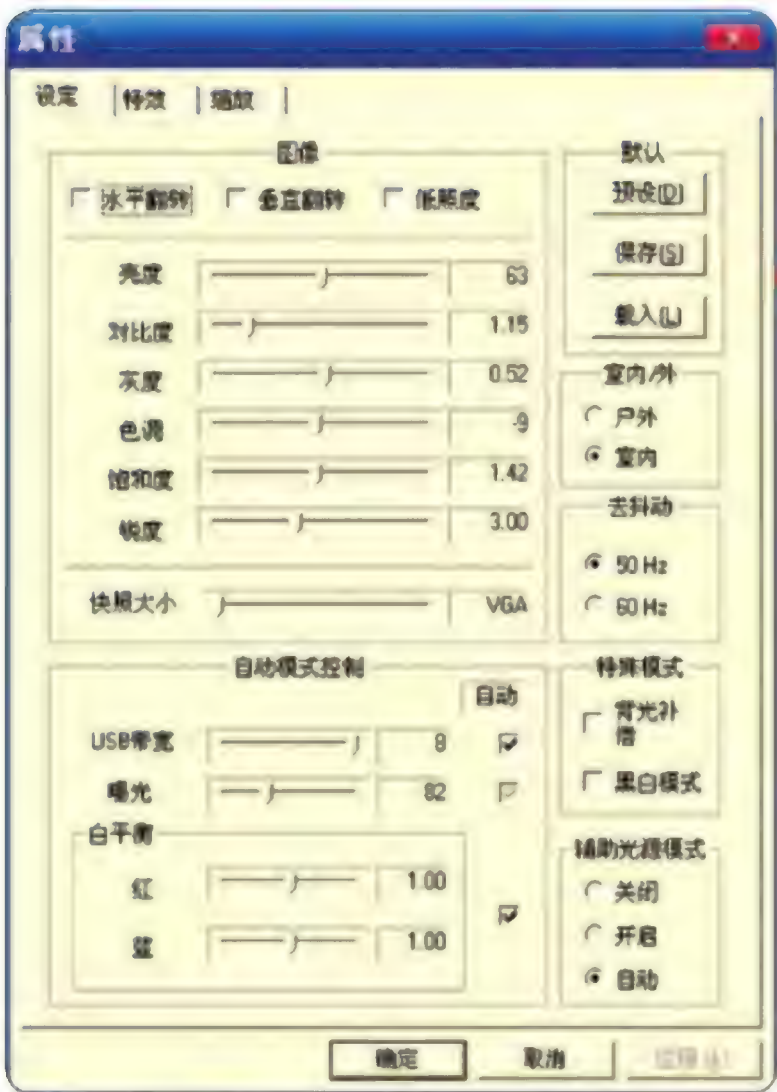 属性
设定 特效 缩放
图像
水平翻转 垂直翻转 低照度
亮度 63
对比度 1.15
灰度 0.52
色调 -9
饱和度 1.42
锐度 3.00
快照大小 VGA
默认
预设(D)
保存(S)
载入(L)
室内/外
户外
室内
去抖动
50 Hz
60 Hz
自动模式控制
自动
USB带宽 8
曝光 82
白平衡
红 1.00
蓝 1.00
特殊模式
背光补
偿
黑白模式
辅助光源模式
关闭
开启
自动
确定 取消